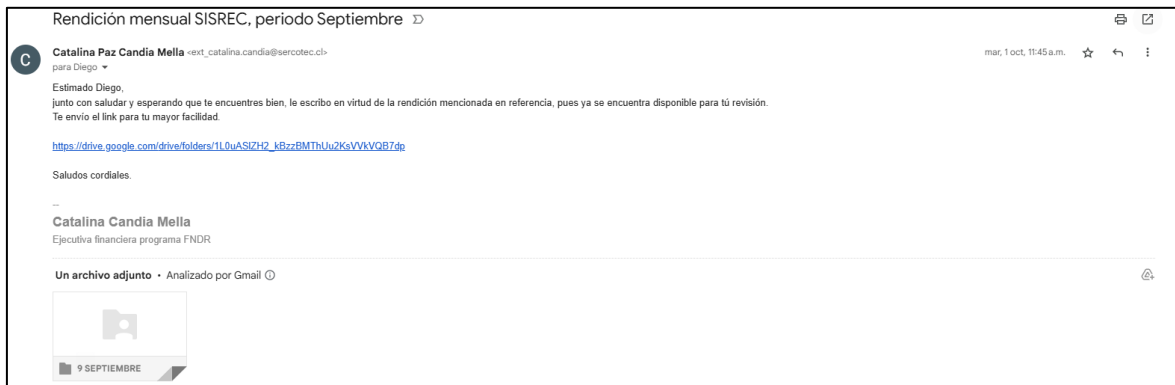 Rendición mensual SISREC, periodo Septiembre
C
Catalina Paz Candia Mella <ext_catalina.candia@sercotec.cl>
mar, 1 oct, 11:45 a.m.
para Diego
Estimado Diego,
junto con saludar y esperando que te encuentres bien, le escribo en virtud de la rendición mencionada en referencia, pues ya se encuentra disponible para tú revisión.
Te envío el link para tu mayor facilidad.
https://drive.google.com/drive/folders/1L0uASIZH2_kBzzBMThUu2KsVVkVQB7dp
Saludos cordiales.
--
Catalina Candia Mella
Ejecutiva financiera programa FNDR
Un archivo adjunto • Analizado por Gmail
9 SEPTIEMBRE